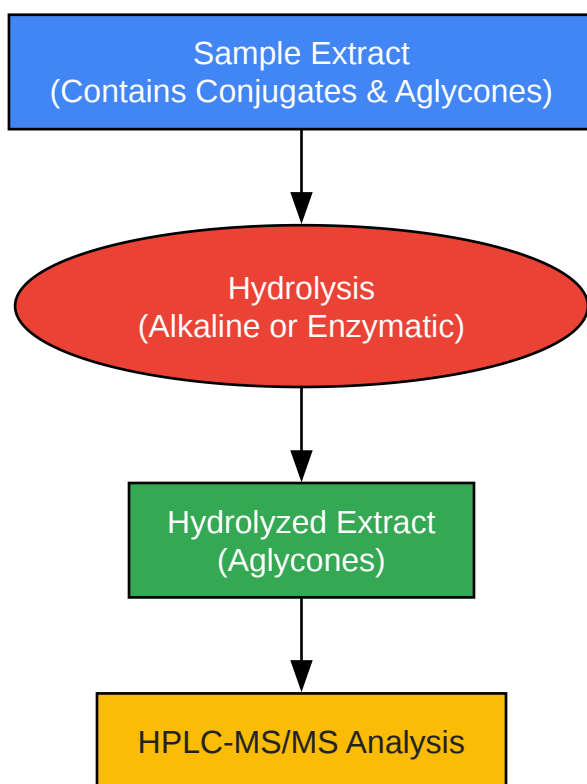 Sample Extract
(Contains Conjugates & Aglycones)
Hydrolysis
(Alkaline or Enzymatic)
Hydrolyzed Extract
(Aglycones)
HPLC-MS/MS Analysis